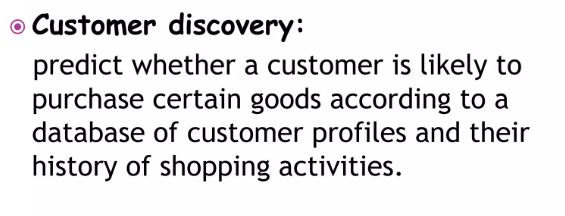 Customer discovery:
predict whether a customer is likely to
purchase certain goods according to a
database of customer profiles and their
history of shopping activities.